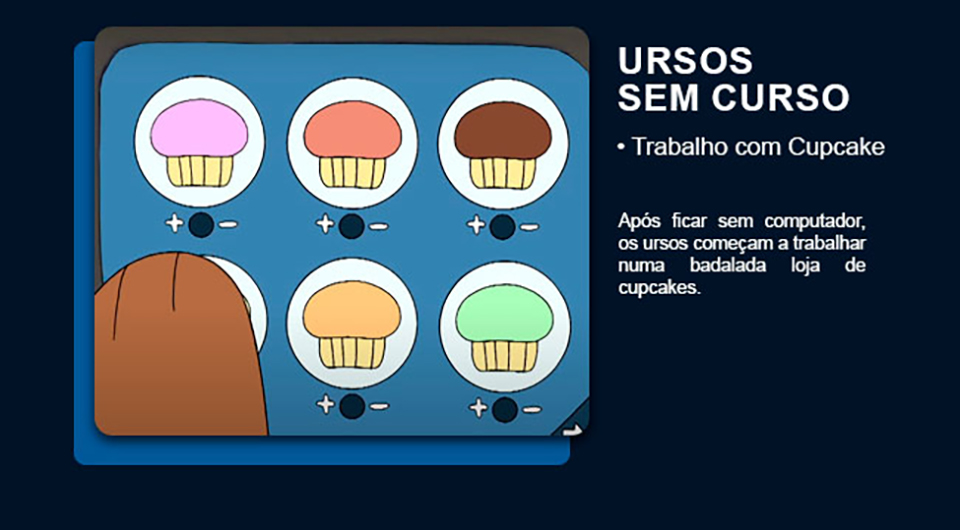 URSOS
SEM CURSO
• Trabalho com Cupcake
Após ficar sem computador,
os ursos começam a trabalhar
numa badalada loja de
cupcakes.